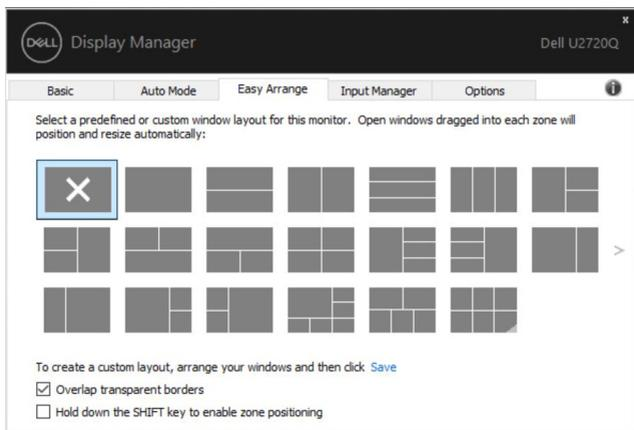 x
DELL Display Manager
Dell U2720Q
Basic Auto Mode Easy Arrange Input Manager Options
Select a predefined or custom window layout for this monitor. Open windows dragged into each zone will
position and resize automatically:
To create a custom layout, arrange your windows and then click Save
Overlap transparent borders
Hold down the SHIFT key to enable zone positioning